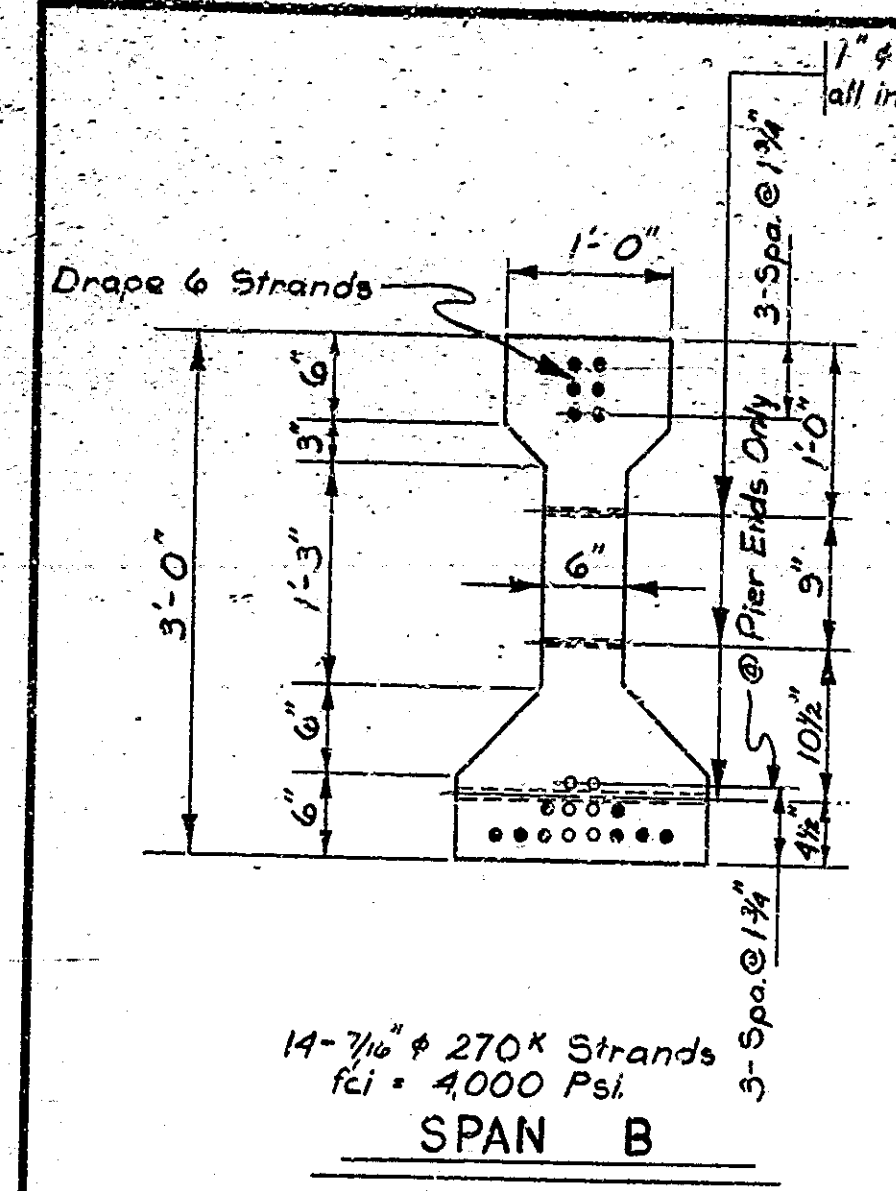 1" ⌀
all in
3-Spa. @ 1¾"
1'-0"
Drape 6 Strands
6"
3"
1'-3"
3'-0"
6"
6"
6"
@ Pier Ends Only
1'-0"
9"
10½"
4½"
3-Spa. @ 1¾"
14-7/16" ⌀ 270K Strands
f'ci = 4,000 Psi.
SPAN B